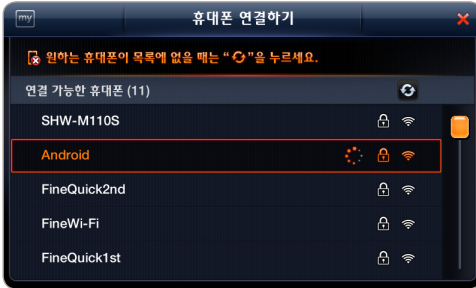 my
휴대폰 연결하기
원하는 휴대폰이 목록에 없을 때는 “ ”을 누르세요.
연결 가능한 휴대폰 (11)
SHW-M110S
Android
FineQuick2nd
FineWi-Fi
FineQuick1st